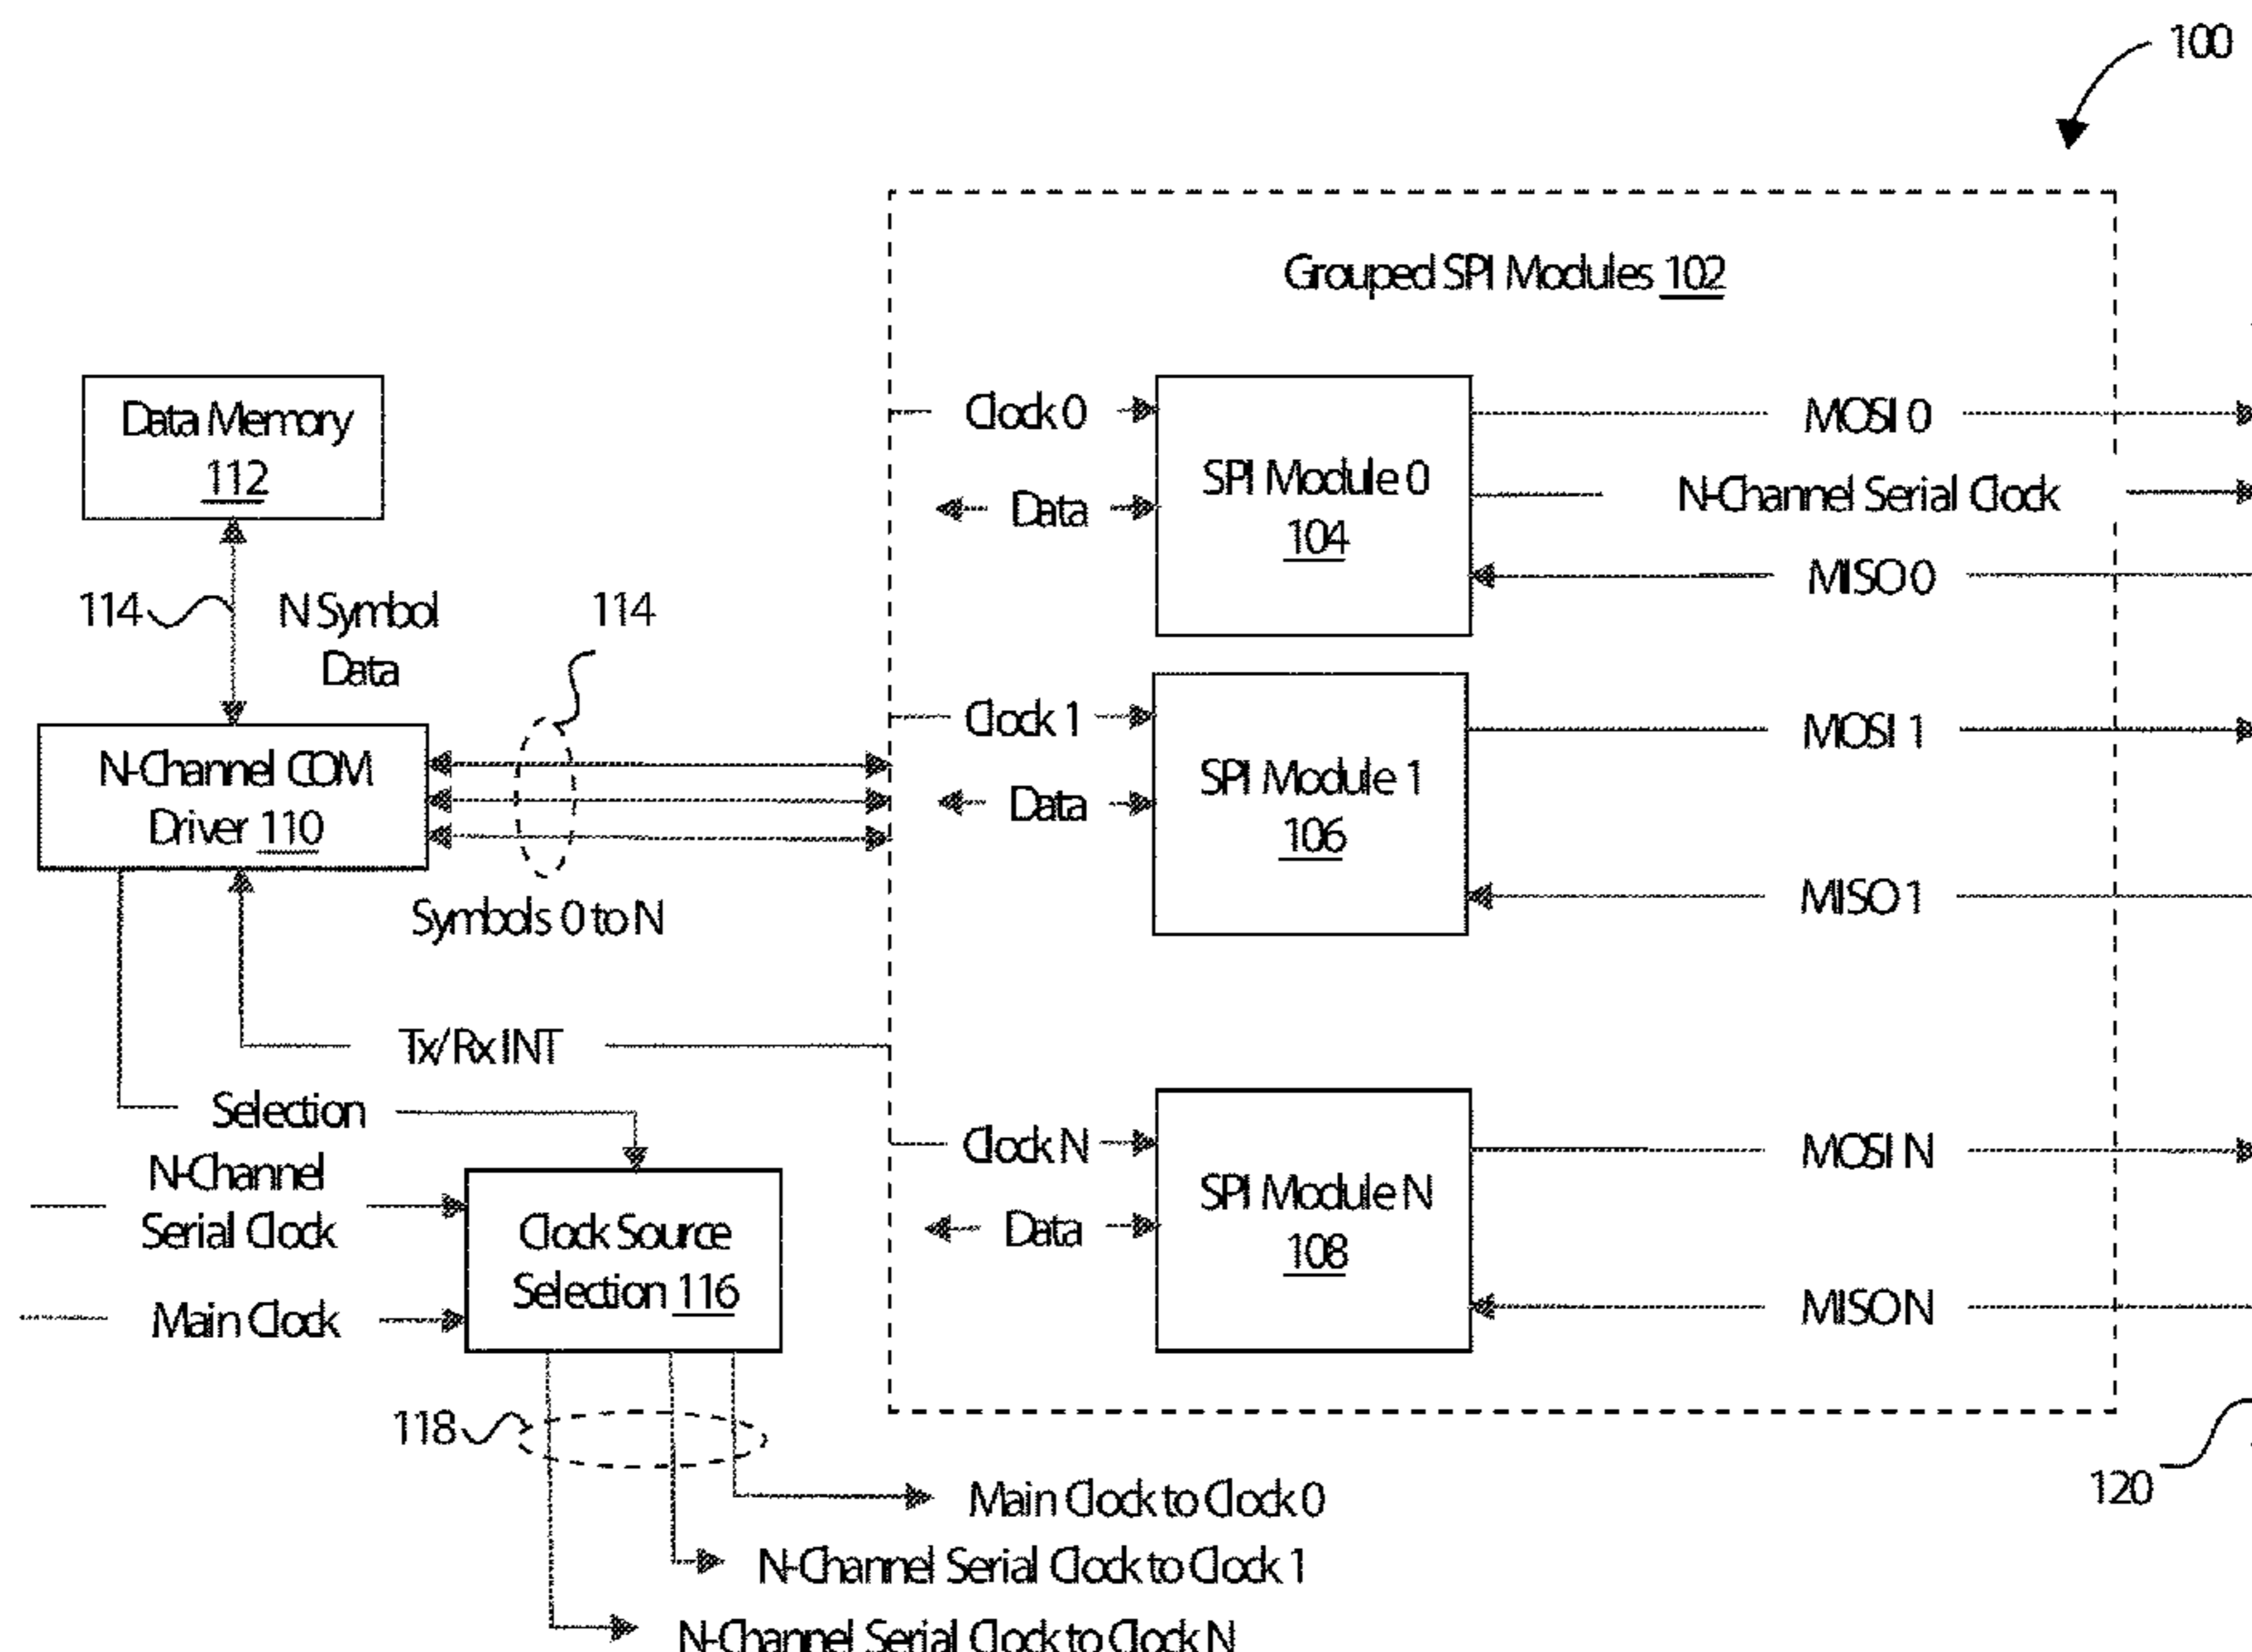 100
Grouped SPI Modules 102
Data Memory
112
Clock 0
MOSI 0
SPI Module 0
104
N-Channel Serial Clock
Data
MISO 0
114
N Symbol
Data
114
Clock 1
MOSI 1
N-Channel COM
Driver 110
SPI Module 1
106
Data
MISO 1
Symbols 0 to N
Tx/Rx INT
Selection
Clock N
MOSI N
N-Channel
Serial Clock
SPI Module N
108
Data
Clock Source
Selection 116
Main Clock
MISO N
118
120
Main Clock to Clock 0
N-Channel Serial Clock to Clock 1
N-Channel Serial Clock to Clock N